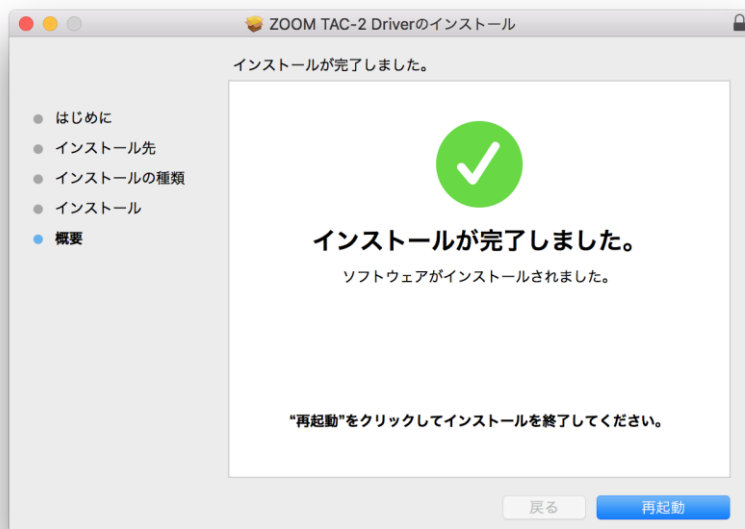 ZOOM TAC-2 Driverのインストール
インストールが完了しました。
はじめに
インストール先
インストールの種類
インストール
概要
インストールが完了しました。
ソフトウェアがインストールされました。
“再起動”をクリックしてインストールを終了してください。
戻る
再起動